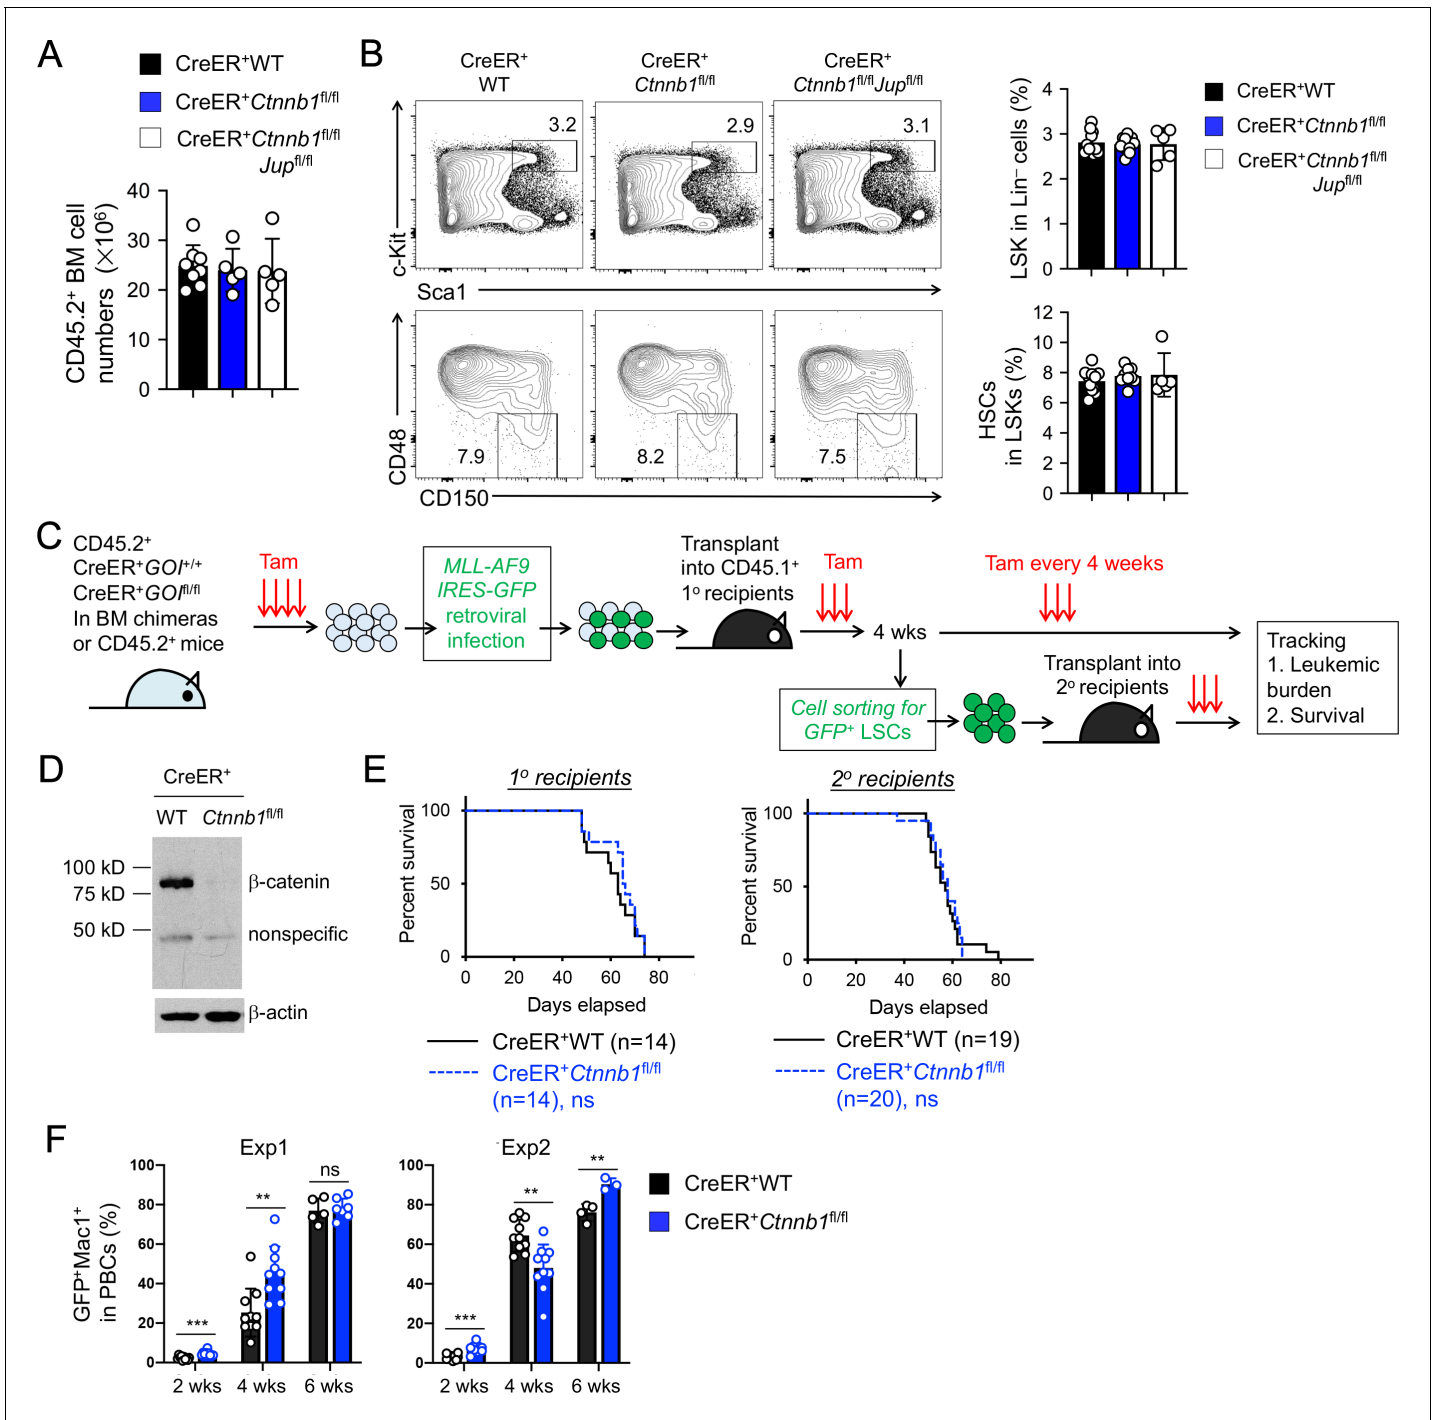 A
CreER⁺WT
CreER⁺Ctnnb1fl/fl
CreER⁺Ctnnb1fl/fl
Jupfl/fl
CD45.2⁺ BM cell
numbers (×10⁶)
40
30
20
10
0
B
CreER⁺
WT
CreER⁺
Ctnnb1fl/fl
CreER⁺
Ctnnb1fl/flJupfl/fl
3.2
2.9
3.1
c-Kit
Sca1
7.9
8.2
7.5
CD48
CD150
LSK in Lin⁻ cells (%)
4
3
2
1
0
CreER⁺WT
CreER⁺Ctnnb1fl/fl
CreER⁺Ctnnb1fl/fl
Jupfl/fl
HSCs
in LSKs (%)
12
10
8
6
4
2
0
C
CD45.2⁺
CreER⁺GOI+/+
CreER⁺GOIfl/fl
In BM chimeras
or CD45.2⁺ mice
Tam
MLL-AF9
IRES-GFP
retroviral
infection
Transplant
into CD45.1⁺
1º recipients
Tam
4 wks
Tam every 4 weeks
Cell sorting for
GFP⁺ LSCs
Transplant into
2º recipients
Tracking
1. Leukemic
burden
2. Survival
D
CreER⁺
WT Ctnnb1fl/fl
100 kD
75 kD
50 kD
β-catenin
nonspecific
β-actin
E
1º recipients
Percent survival
100
50
0
0 20 40 60 80
Days elapsed
CreER⁺WT (n=14)
CreER⁺Ctnnb1fl/fl
(n=14), ns
2º recipients
Percent survival
100
50
0
0 20 40 60 80
Days elapsed
CreER⁺WT (n=19)
CreER⁺Ctnnb1fl/fl
(n=20), ns
F
Exp1
GFP⁺Mac1⁺
in PBCs (%)
100
80
60
40
20
0
***
**
ns
2 wks 4 wks 6 wks
Exp2
100
80
60
40
20
0
***
**
**
2 wks 4 wks 6 wks
CreER⁺WT
CreER⁺Ctnnb1fl/fl